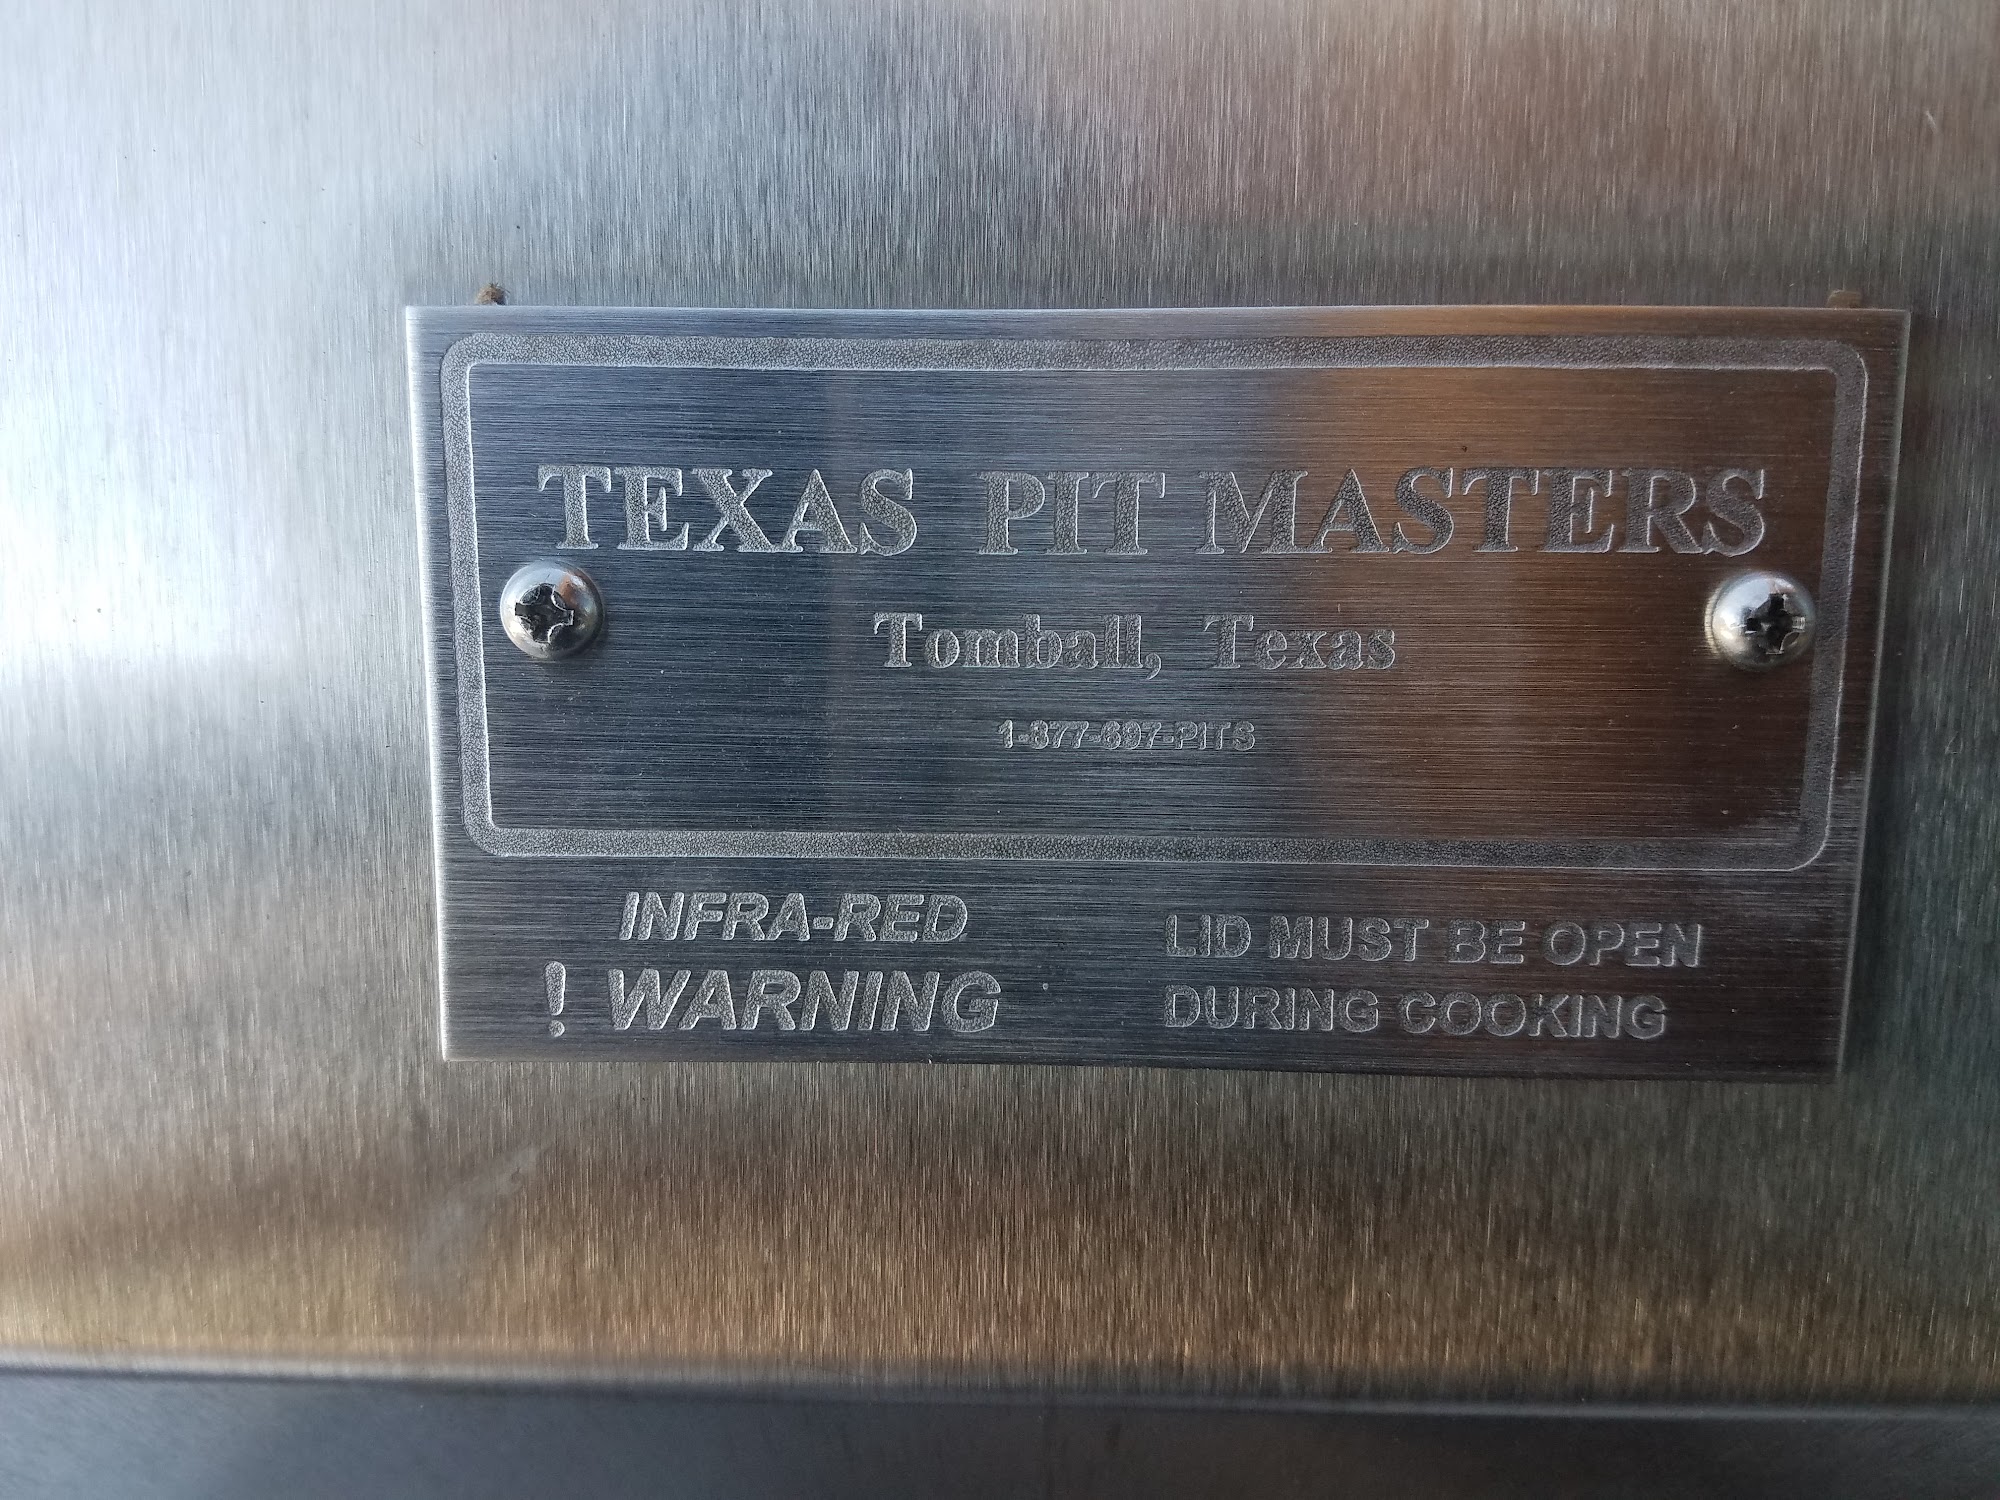 TEXAS PIT MASTERS
Tomball, Texas
1-877-697-PITS
INFRA-RED
! WARNING
LID MUST BE OPEN
DURING COOKING